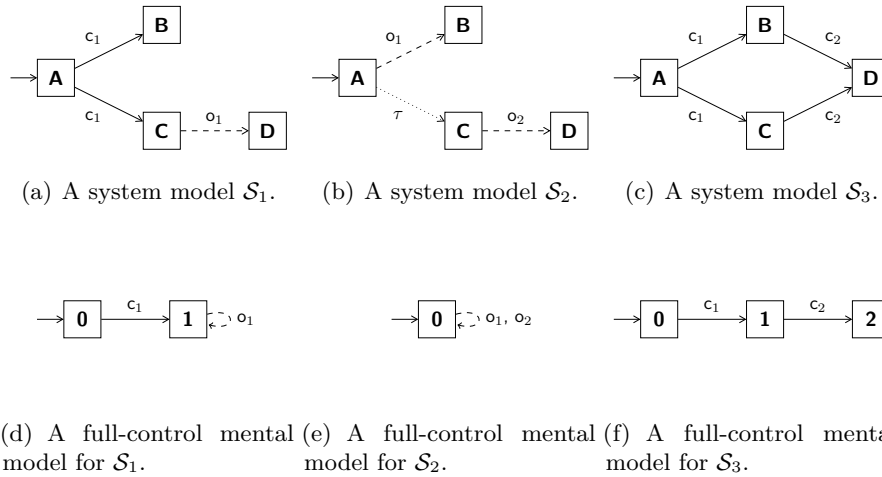 c1
B
c2
A
D
c1
C
c2
o1
B
A
τ
C
o2
D
c1
B
A
c1
C
o1
D
(a) A system model S1. (b) A system model S2. (c) A system model S3.
0 c1 1 o1
0 o1, o2
0 c1 1 c2 2
(d) A full-control mental (e) A full-control mental (f) A full-control menta
model for S1. model for S2. model for S3.